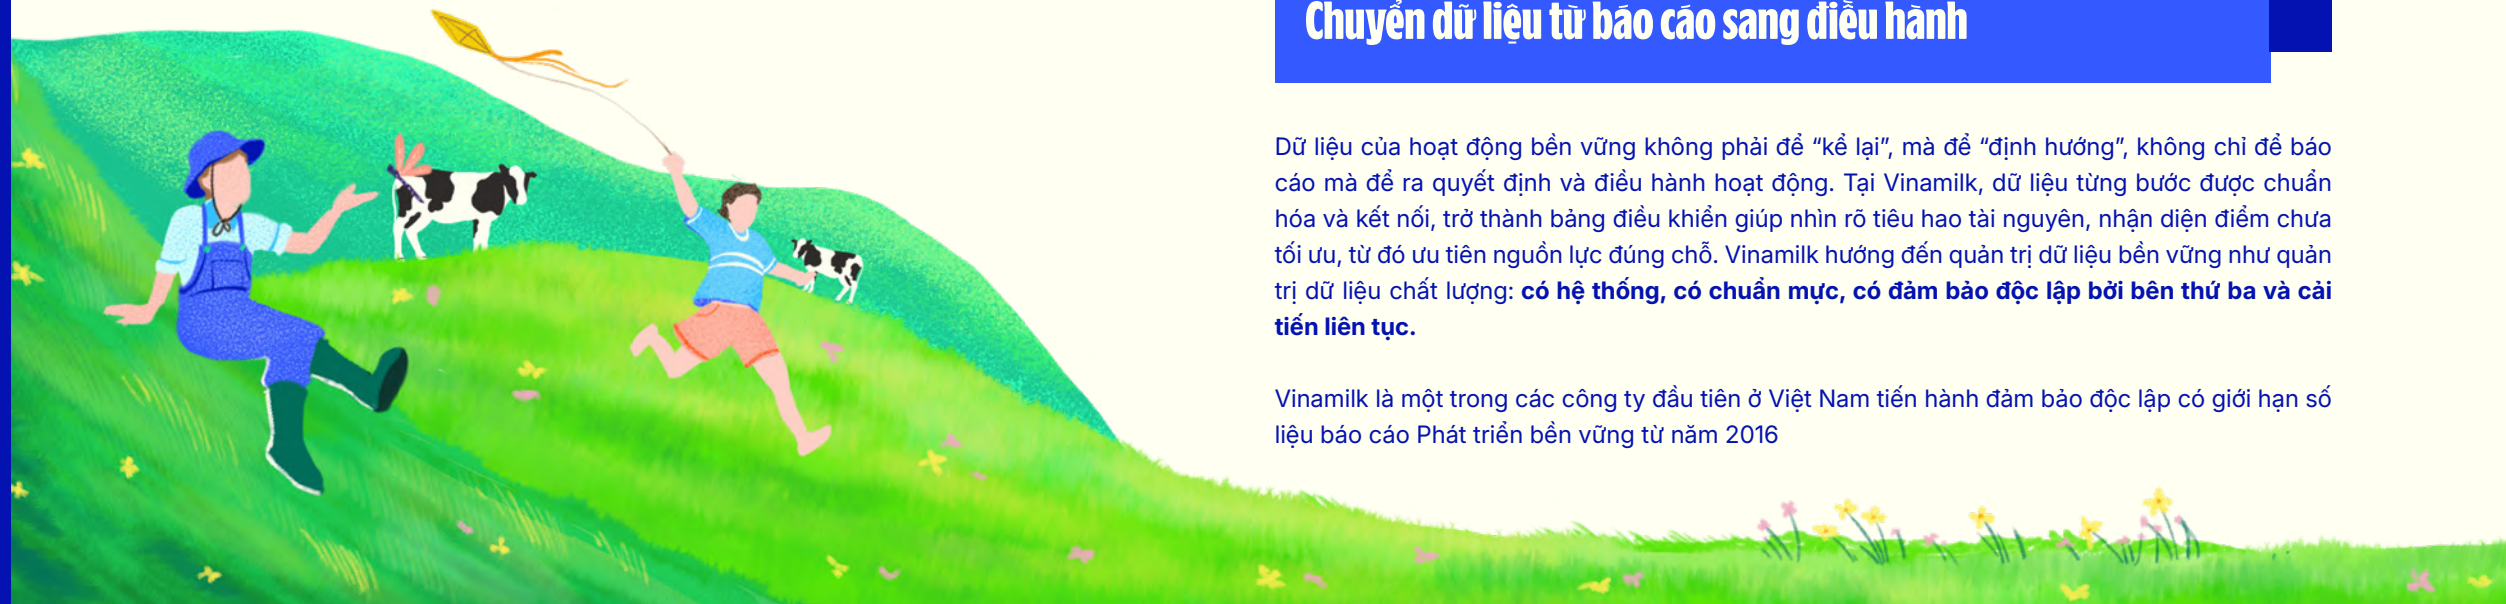 Chuyển dữ liệu từ báo cáo sang điều hành
Dữ liệu của hoạt động bền vững không phải để “kể lại”, mà để “định hướng”, không chỉ để báo
cáo mà để ra quyết định và điều hành hoạt động. Tại Vinamilk, dữ liệu từng bước được chuẩn
hóa và kết nối, trở thành bảng điều khiển giúp nhìn rõ tiêu hao tài nguyên, nhận diện điểm chưa
tối ưu, từ đó ưu tiên nguồn lực đúng chỗ. Vinamilk hướng đến quản trị dữ liệu bền vững như quản
trị dữ liệu chất lượng: có hệ thống, có chuẩn mực, có đảm bảo độc lập bởi bên thứ ba và cải
tiến liên tục.
Vinamilk là một trong các công ty đầu tiên ở Việt Nam tiến hành đảm bảo độc lập có giới hạn số
liệu báo cáo Phát triển bền vững từ năm 2016